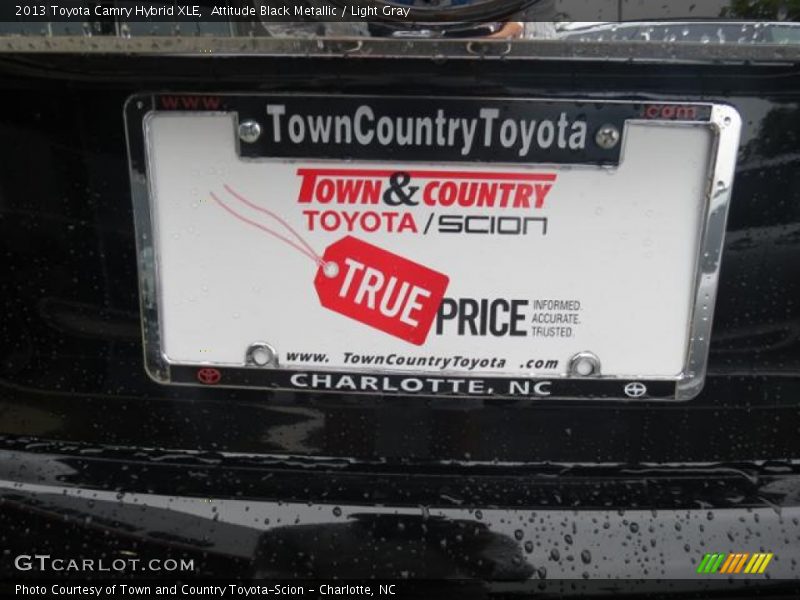 2013 Toyota Camry Hybrid XLE,  Attitude Black Metallic / Light Gray
www com
TownCountryToyota
TOWN & COUNTRY
TOYOTA / SCION
TRUE PRICE
INFORMED.
ACCURATE.
TRUSTED.
www. TownCountryToyota .com
CHARLOTTE, NC
GTCARLOT.COM
Photo Courtesy of Town and Country Toyota-Scion - Charlotte, NC